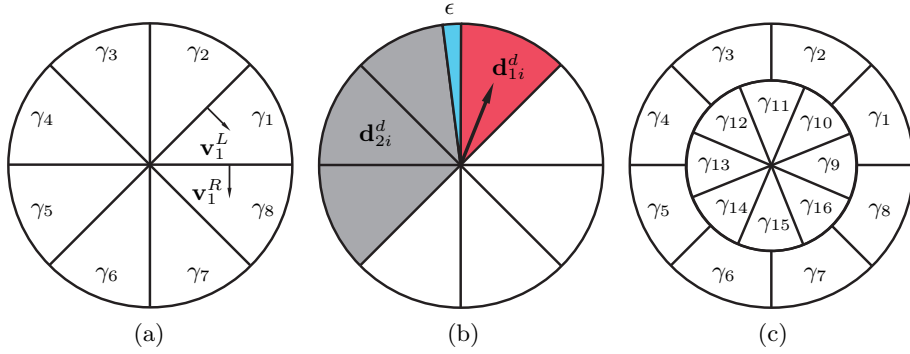 ϵ
γ₃ γ₂
γ₄ γ₁
γ₅ γ₈
γ₆ γ₇
𝐯₁ᴸ
𝐯₁ᴿ
𝐝₁ᵢᵈ
𝐝₂ᵢᵈ
γ₃ γ₂
γ₄ γ₁₂ γ₁₁ γ₁₀ γ₁
γ₁₃ γ₉
γ₅ γ₁₄ γ₁₅ γ₁₆ γ₈
γ₆ γ₇
(a) (b) (c)